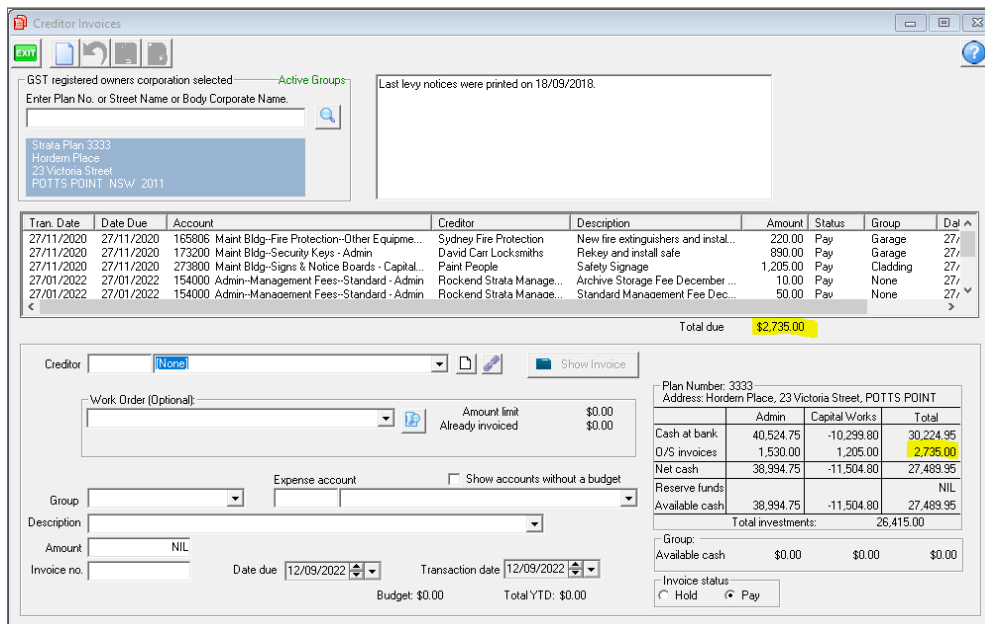 Creditor Invoices
EXIT
GST registered owners corporation selected Active Groups
Enter Plan No. or Street Name or Body Corporate Name.
Strata Plan 3333
Hordern Place
23 Victoria Street
POTTS POINT NSW 2011
Last levy notices were printed on 18/09/2018.
Tran. Date Date Due Account Creditor Description Amount Status Group Dat
27/11/2020 27/11/2020 165806 Maint Bldg--Fire Protection--Other Equipme... Sydney Fire Protection New fire extinguishers and instal... 220.00 Pay Garage 27/
27/11/2020 27/11/2020 173200 Maint Bldg--Security Keys - Admin David Carr Locksmiths Rekey and install safe 890.00 Pay Garage 27/
27/11/2020 27/11/2020 273800 Maint Bldg--Signs & Notice Boards - Capital... Paint People Safety Signage 1,205.00 Pay Cladding 27/
27/01/2022 27/01/2022 154000 Admin--Management Fees--Standard - Admin Rockend Strata Manage... Archive Storage Fee December ... 10.00 Pay None 27/
27/01/2022 27/01/2022 154000 Admin--Management Fees--Standard - Admin Rockend Strata Manage... Standard Management Fee Dec... 50.00 Pay None 27/
Total due $2,735.00
Creditor [None] Show Invoice
Work Order (Optional):
Amount limit $0.00
Already invoiced $0.00
Expense account Show accounts without a budget
Group
Description
Amount NIL
Invoice no. Date due 12/09/2022 Transaction date 12/09/2022
Budget: $0.00 Total YTD: $0.00
Plan Number: 3333
Address: Hordern Place, 23 Victoria Street, POTTS POINT
Admin Capital Works Total
Cash at bank 40,524.75 -10,299.80 30,224.95
O/S invoices 1,530.00 1,205.00 2,735.00
Net cash 38,994.75 -11,504.80 27,489.95
Reserve funds NIL
Available cash 38,994.75 -11,504.80 27,489.95
Total investments: 26,415.00
Group:
Available cash $0.00 $0.00 $0.00
Invoice status
Hold Pay